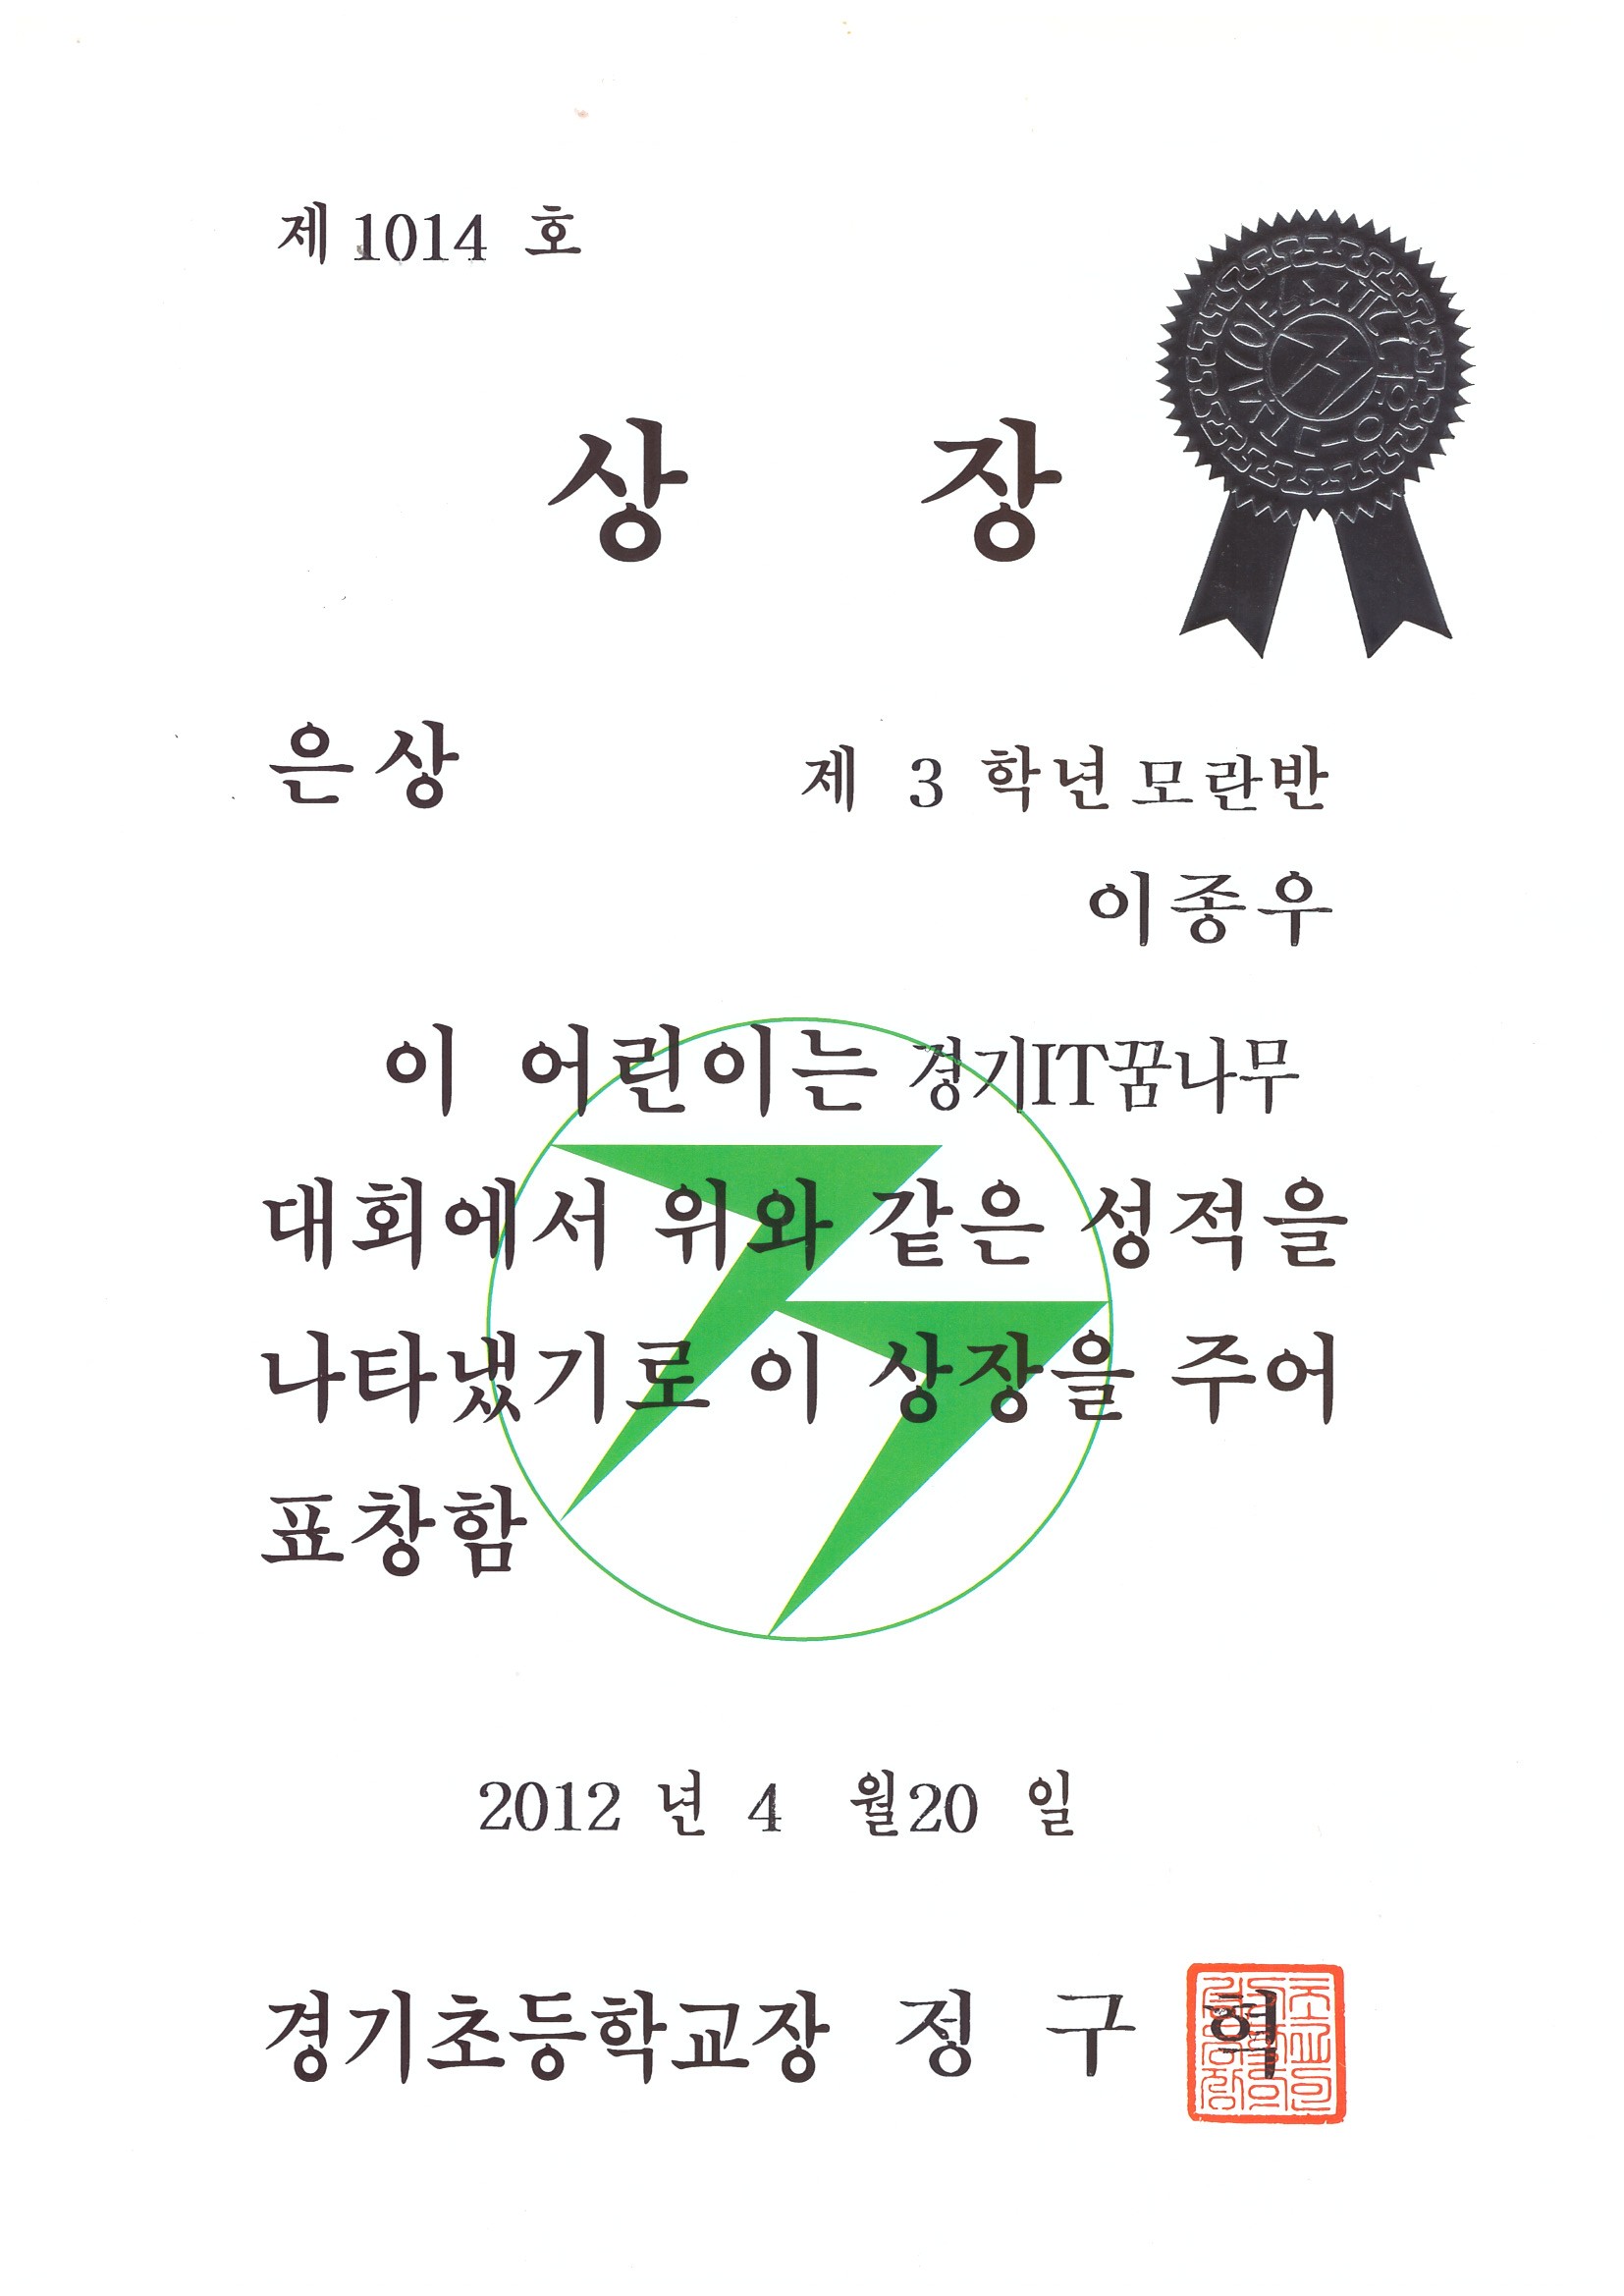 제 1014 호
상 장
은상
제 3 학년 모란반
이종우
이 어린이는 경기IT꿈나무
대회에서 위와 같은 성적을
나타냈기로 이 상장을 주어
표창함
2012 년 4 월 20 일
경기초등학교장 정 구 혁